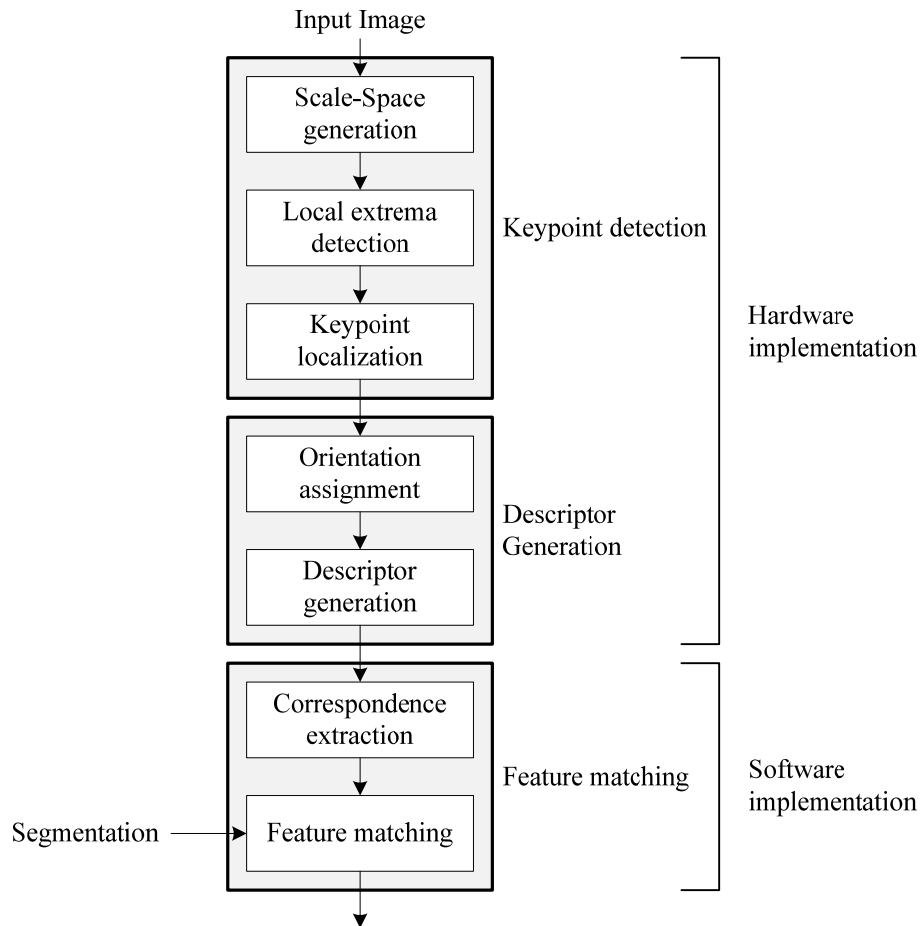 Input Image
Scale-Space
generation
Local extrema
detection
Keypoint detection
Keypoint
localization
Hardware
implementation
Orientation
assignment
Descriptor
Generation
Descriptor
generation
Correspondence
extraction
Feature matching
Software
implementation
Segmentation
Feature matching